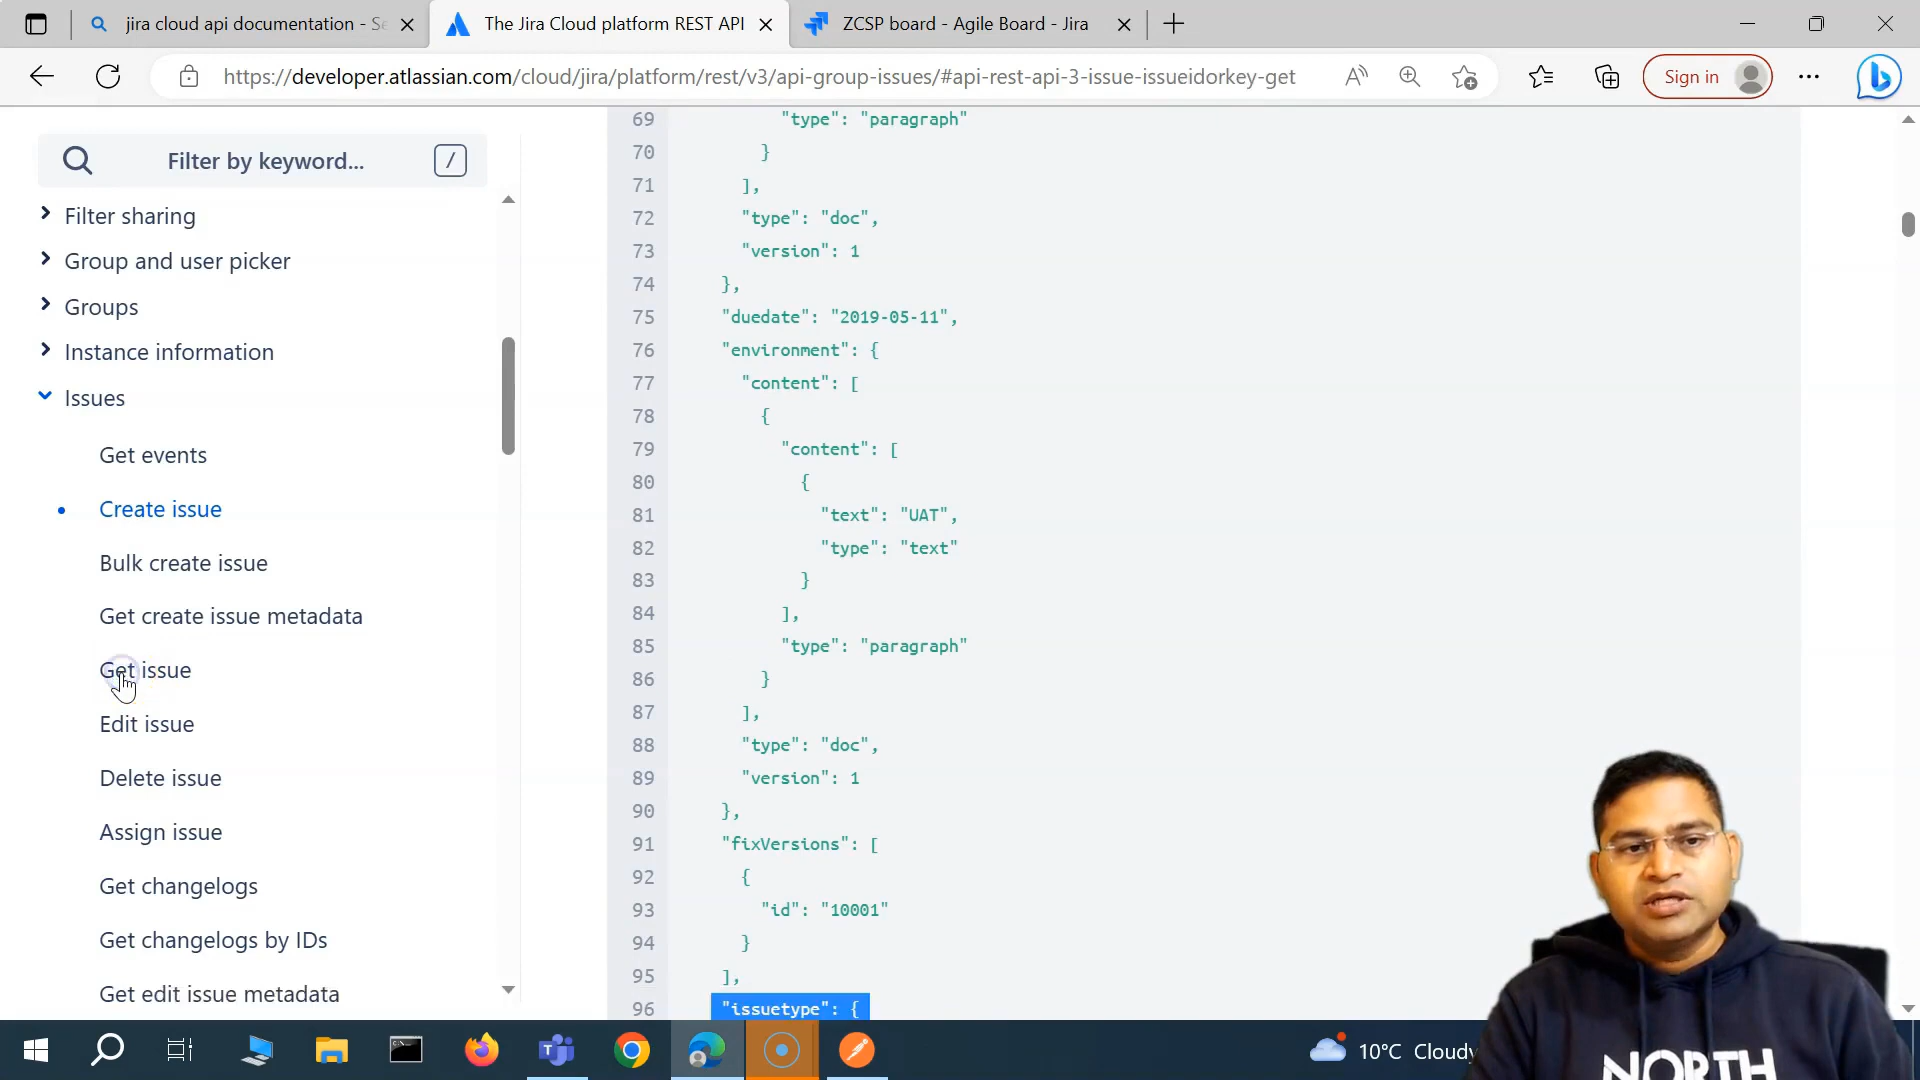 jira cloud api documentation - Se
The Jira Cloud platform REST API
ZCSP board - Agile Board - Jira
https://developer.atlassian.com/cloud/jira/platform/rest/v3/api-group-issues/#api-rest-api-3-issue-issueidorkey-get
Sign in
Filter by keyword... /
Filter sharing
Group and user picker
Groups
Instance information
Issues
Get events
Create issue
Bulk create issue
Get create issue metadata
Get issue
Edit issue
Delete issue
Assign issue
Get changelogs
Get changelogs by IDs
Get edit issue metadata
69 "type": "paragraph"
70 }
71 ],
72 "type": "doc",
73 "version": 1
74 },
75 "duedate": "2019-05-11",
76 "environment": {
77 "content": [
78 {
79 "content": [
80 {
81 "text": "UAT",
82 "type": "text"
83 }
84 ],
85 "type": "paragraph"
86 }
87 ],
88 "type": "doc",
89 "version": 1
90 },
91 "fixVersions": [
92 {
93 "id": "10001"
94 }
95 ],
96 "issuetype": {
10°C Cloudy
NORTH